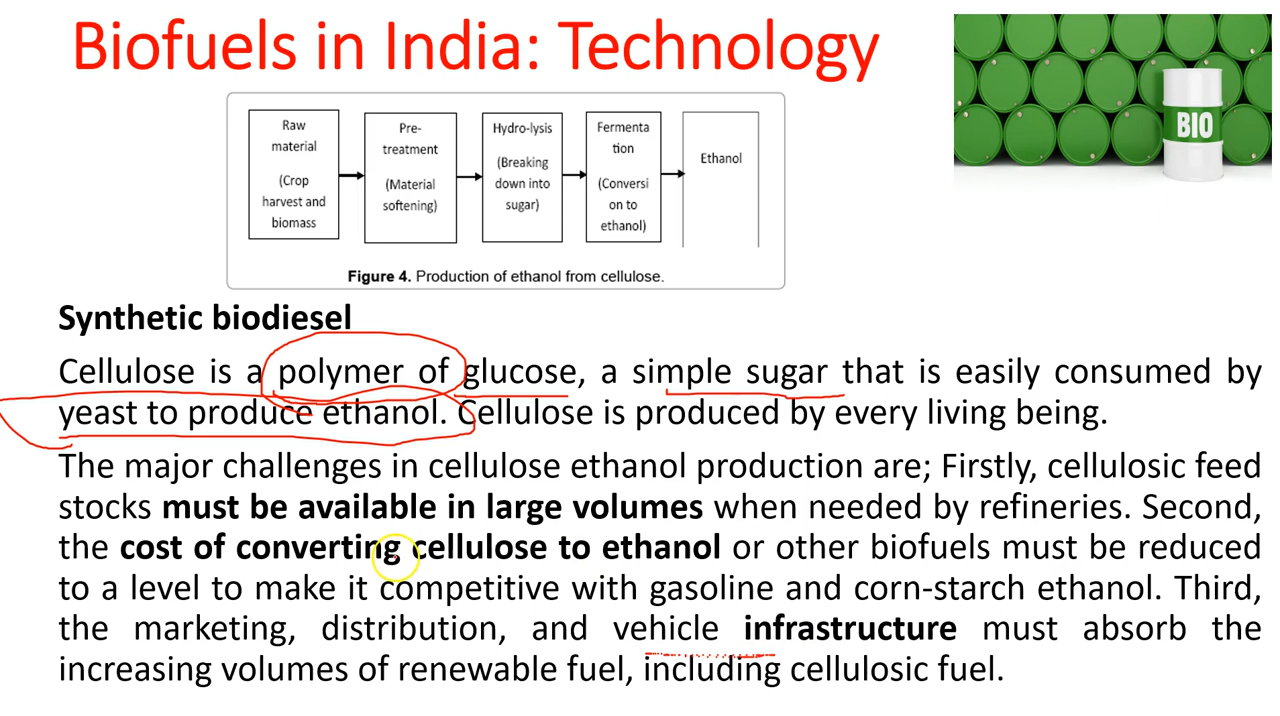 Biofuels in India: Technology
BIO
Raw
material
(Crop
harvest and
biomass
Pre-
treatment
(Material
softening)
Hydro-lysis
(Breaking
down into
sugar)
Fermenta
tion
(Conversi
on to
ethanol)
Ethanol
Figure 4. Production of ethanol from cellulose.
Synthetic biodiesel
Cellulose is a polymer of glucose, a simple sugar that is easily consumed by
yeast to produce ethanol. Cellulose is produced by every living being.
The major challenges in cellulose ethanol production are; Firstly, cellulosic feed
stocks must be available in large volumes when needed by refineries. Second,
the cost of converting cellulose to ethanol or other biofuels must be reduced
to a level to make it competitive with gasoline and corn-starch ethanol. Third,
the marketing, distribution, and vehicle infrastructure must absorb the
increasing volumes of renewable fuel, including cellulosic fuel.